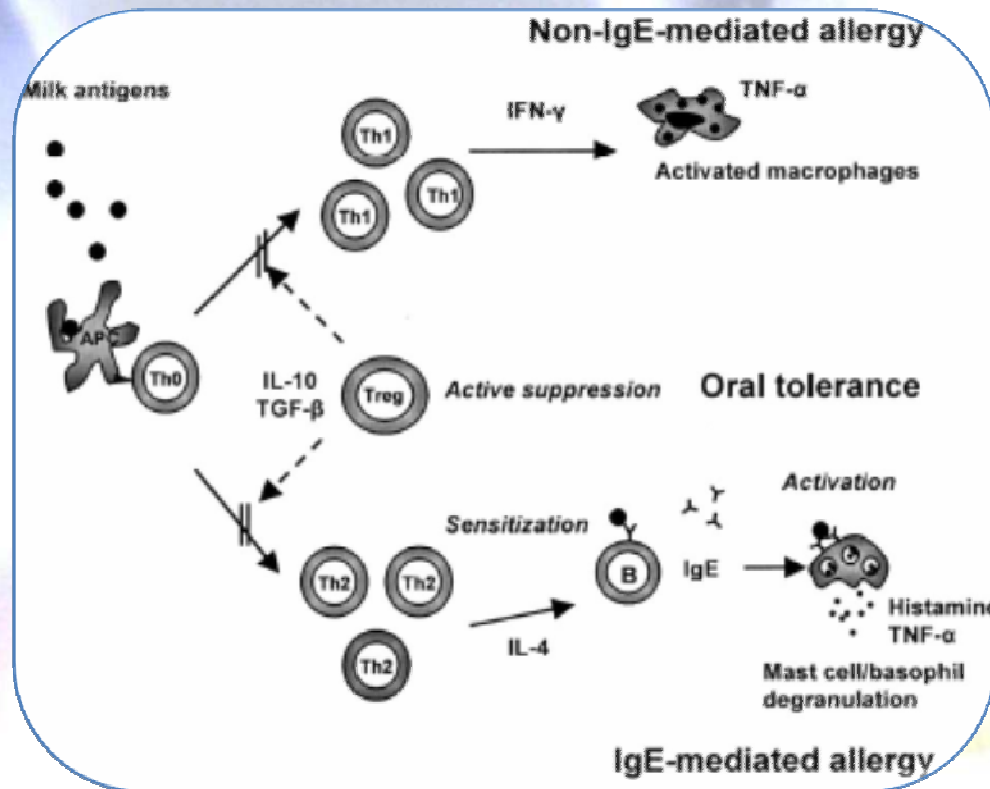 Non-IgE-mediated allergy
Milk antigens
TNF-α
IFN-γ
Th1
Th1
Th1
Activated macrophages
APC
Th0
IL-10
TGF-β
Treg
Active suppression
Oral tolerance
Activation
Sensitization
Th2
Th2
B
IgE
Histamine
TNF-α
IL-4
Th2
Mast cell/basophil
degranulation
IgE-mediated allergy